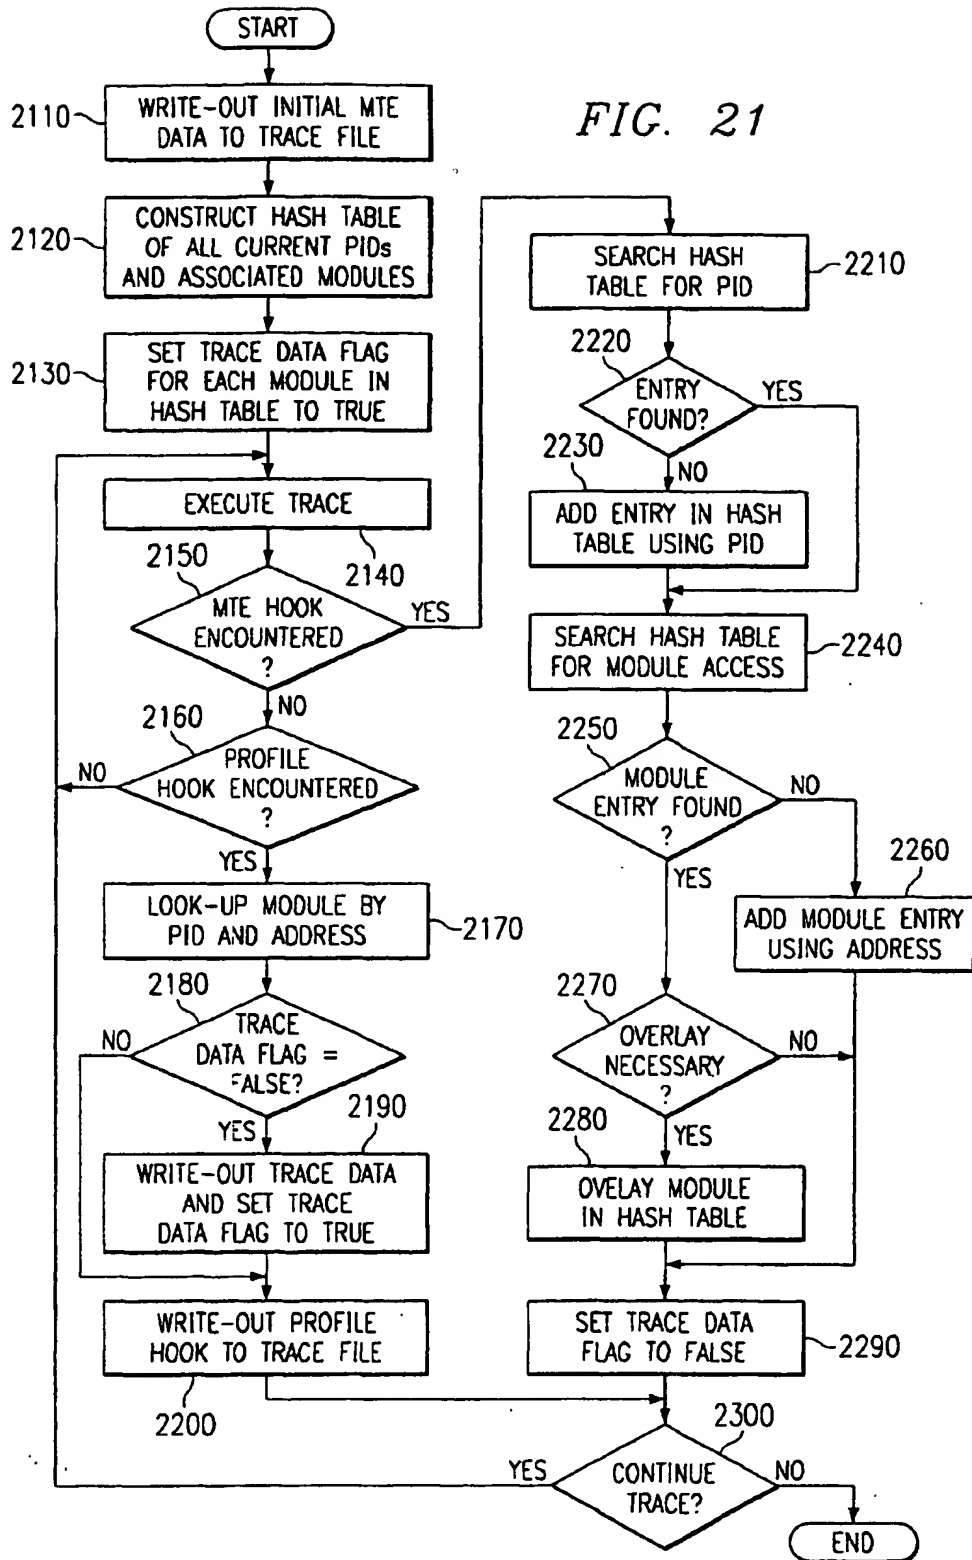 START
2110
WRITE-OUT INITIAL MTE
DATA TO TRACE FILE
FIG. 21
2120
CONSTRUCT HASH TABLE
OF ALL CURRENT PIDs
AND ASSOCIATED MODULES
2130
SET TRACE DATA FLAG
FOR EACH MODULE IN
HASH TABLE TO TRUE
EXECUTE TRACE
2140
2150
MTE HOOK
ENCOUNTERED
?
YES
NO
2160
PROFILE
HOOK ENCOUNTERED
?
NO
YES
LOOK-UP MODULE BY
PID AND ADDRESS
2170
2180
TRACE
DATA FLAG =
FALSE?
NO
YES
2190
WRITE-OUT TRACE DATA
AND SET TRACE
DATA FLAG TO TRUE
WRITE-OUT PROFILE
HOOK TO TRACE FILE
2200
SEARCH HASH
TABLE FOR PID
2210
2220
ENTRY
FOUND?
YES
NO
2230
ADD ENTRY IN HASH
TABLE USING PID
SEARCH HASH TABLE
FOR MODULE ACCESS
2240
2250
MODULE
ENTRY FOUND
?
NO
YES
2260
ADD MODULE ENTRY
USING ADDRESS
2270
OVERLAY
NECESSARY
?
NO
YES
2280
OVELAY MODULE
IN HASH TABLE
SET TRACE DATA
FLAG TO FALSE
2290
2300
CONTINUE
TRACE?
YES
NO
END